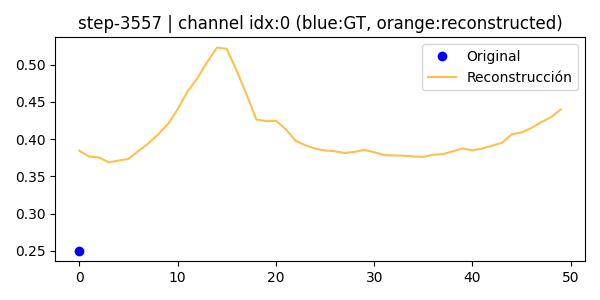 step-3557 | channel idx:0 (blue:GT, orange:reconstructed)
Original
Reconstrucción
0.50
0.45
0.40
0.35
0.30
0.25
0 10 20 30 40 50